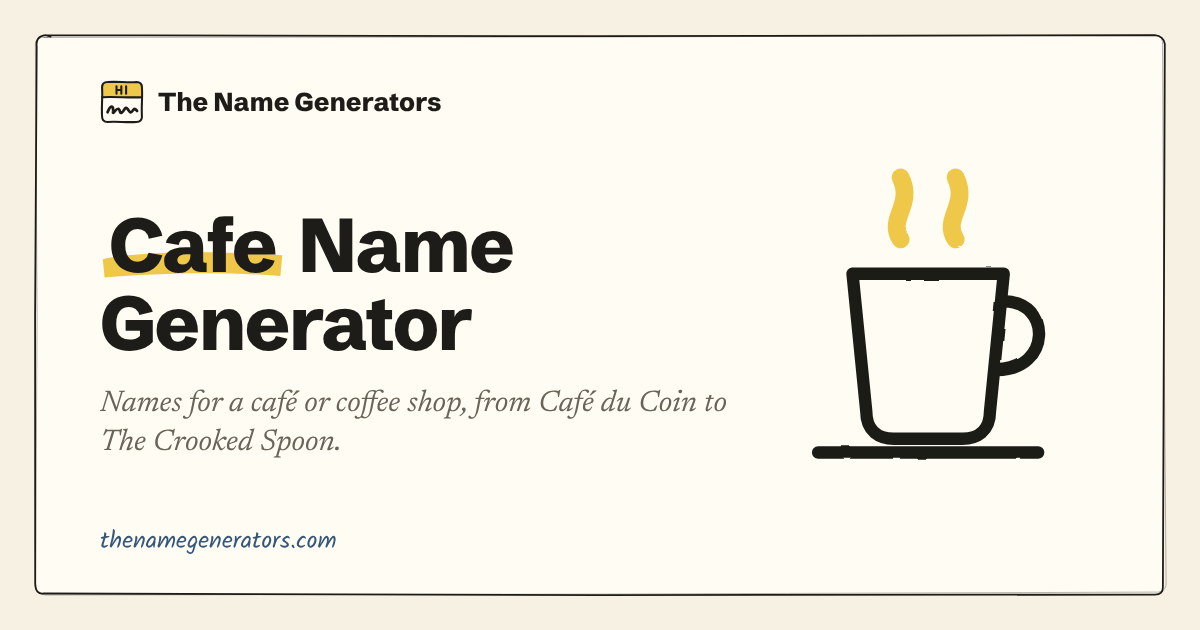 HI
The Name Generators
Cafe Name
Generator
Names for a café or coffee shop, from Café du Coin to
The Crooked Spoon.
thenamegenerators.com